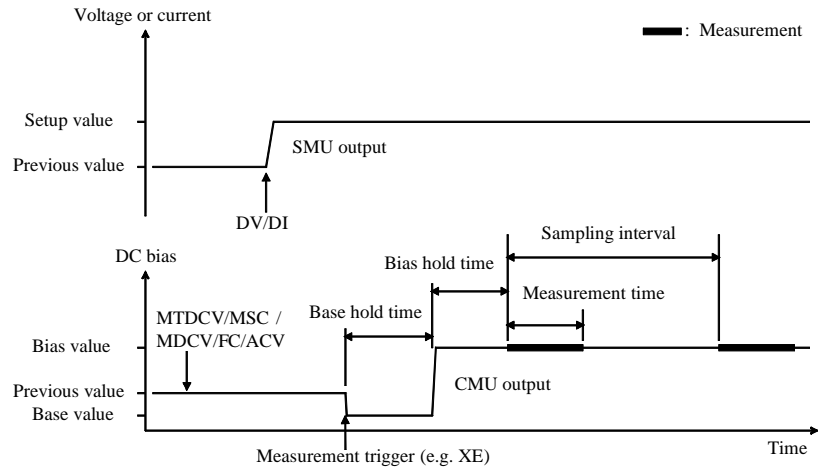 Voltage or current
: Measurement
Setup value
SMU output
Previous value
DV/DI
Sampling interval
DC bias
Bias hold time
Measurement time
Base hold time
MTDCV/MSC /
MDCV/FC/ACV
Bias value
Previous value
CMU output
Base value
Time
Measurement trigger (e.g. XE)